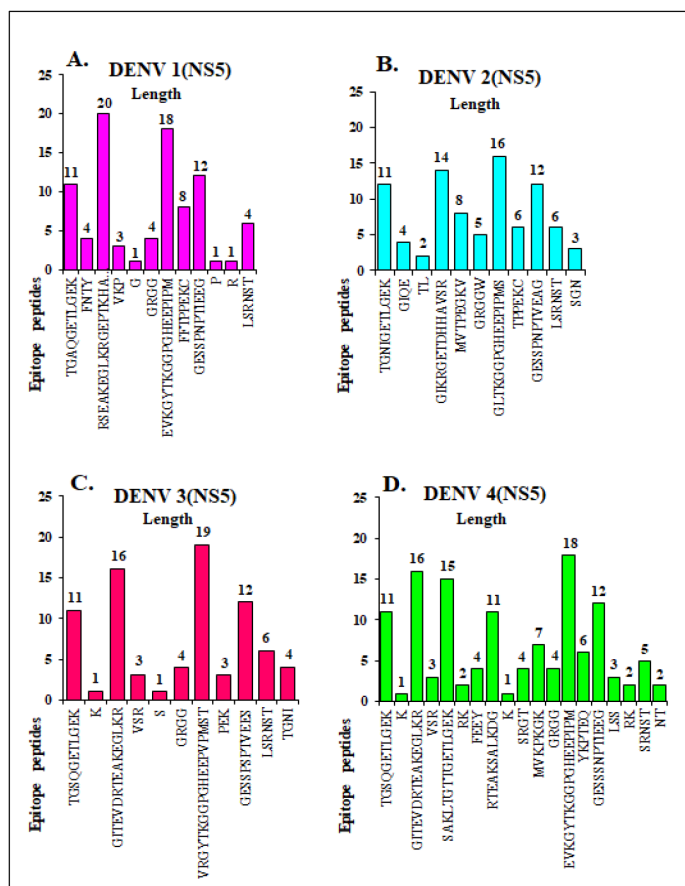 A.
DENV 1(NS5)
Length
25
20
15
10
5
0
11
4
20
3
1
4
18
8
12
1
1
4
TGAQGETLGEK
FNTY
RSEAKEGLKRGEPTKHA..
VKP
G
GRGG
EVKGYTKGGPGHEEPIPM
FFTPPEKC
GESSPNPTIEEG
P
R
LSRNST
Epitope peptides
B.
DENV 2(NS5)
Length
25
20
15
10
5
0
11
4
2
14
8
5
16
6
12
6
3
TGNIGETLGEK
GIQE
TL
GIKRGETDHHAVSR
MVTPEGKV
GRGGW
GLTKGGPGHEEPIPMS
TPPEKC
GESSPNPTVEAG
LSRNST
SGN
Epitope peptides
C.
DENV 3(NS5)
Length
25
20
15
10
5
0
11
1
16
3
1
4
19
3
12
6
4
TGSQGETLGEK
K
GITEVDRTEAKEGLKR
VSR
S
GRGG
VRGYTKGGPGHEEPVPMST
PEK
GESSPSPTVEES
LSRNST
TGNI
Epitope peptides
D.
DENV 4(NS5)
Length
25
20
15
10
5
0
11
1
16
3
15
2
4
11
1
4
7
4
18
6
12
3
2
5
2
TGSQGETLGEK
K
GITEVDRTEAKEGLKR
VSR
SAKLTGTTGETLGEK
RK
FEEY
RTEAKSALKDG
K
SRGT
MVKPKGK
GRGG
EVKGYTKGGPGHEEPIPM
YKPTEQ
GESSSNPTIEEG
LSS
RK
SRNST
NT
Epitope peptides